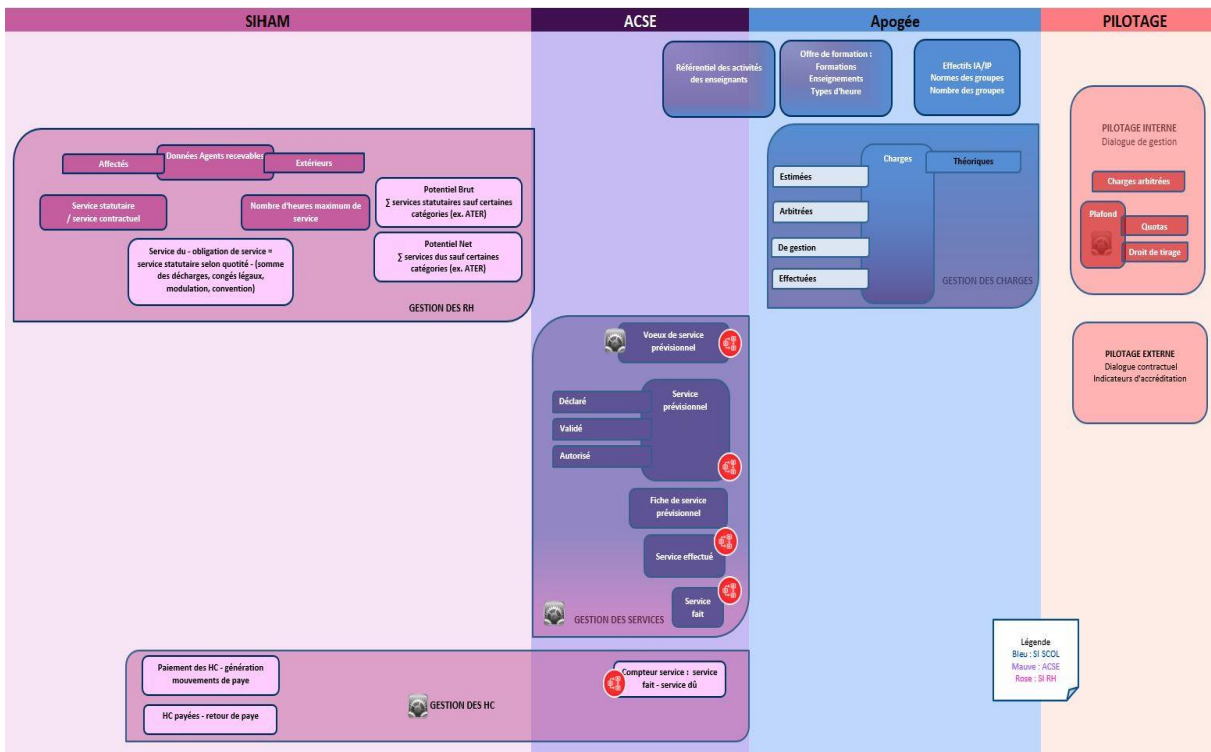 SIHAM
ACSE
Apogée
PILOTAGE
Référentiel des activités
des enseignants
Offre de formation :
Formations
Enseignements
Types d'heure
Effectifs IA/IP
Normes des groupes
Nombre des groupes
Affectés
Données Agents recevables
Extérieurs
Service statutaire
/ service contractuel
Nombre d'heures maximum de
service
Potentiel Brut
∑ services statutaires sauf certaines
catégories (ex. ATER)
Potentiel Net
∑ services dus sauf certaines
catégories (ex. ATER)
Service du - obligation de service =
service statutaire selon quotité - (somme
des décharges, congés légaux,
modulation, convention)
GESTION DES RH
Charges
Théoriques
Estimées
Arbitrées
De gestion
Effectuées
GESTION DES CHARGES
PILOTAGE INTERNE
Dialogue de gestion
Charges arbitrées
Plafond
Quotas
Droit de tirage
PILOTAGE EXTERNE
Dialogue contractuel
Indicateurs d'accréditation
Voeux de service
prévisionnel
Service
prévisionnel
Déclaré
Validé
Autorisé
Fiche de service
prévisionnel
Service effectué
Service
fait
GESTION DES SERVICES
Paiement des HC - génération
mouvements de paye
HC payées - retour de paye
GESTION DES HC
Compteur service : service
fait - service dû
Légende
Bleu : SI SCOL
Mauve : ACSE
Rose : SI RH